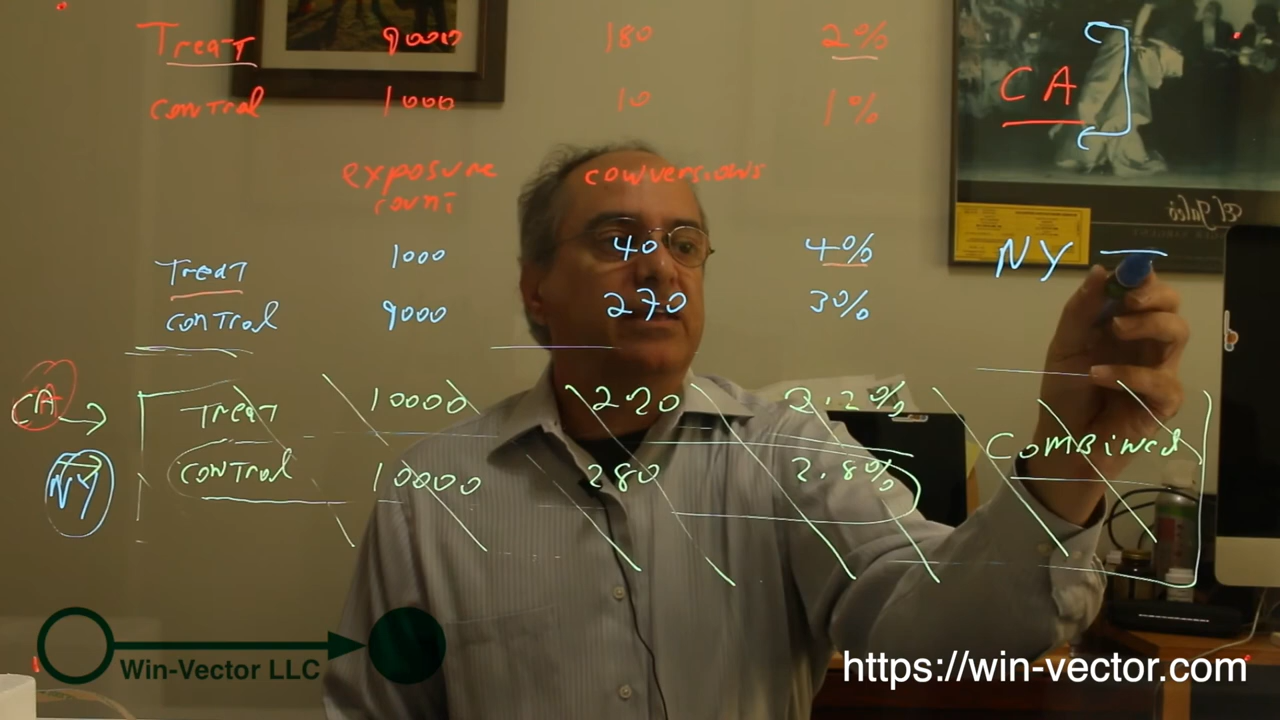 Treat 9000 180 2% CA
control 1000 10 1%
exposure conversions
count
Treat 1000 40 4% NY
control 9000 270 3%
CA → Treat 10000 220 2.2%
Combined
NY control 10000 280 2.8%
Win-Vector LLC
https://win-vector.com